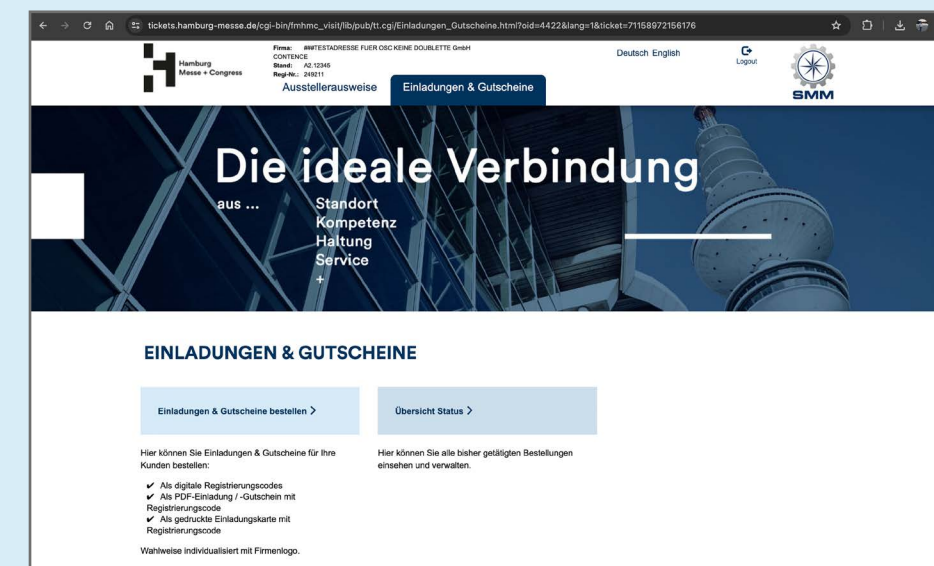 tickets.hamburg-messe.de/cgi-bin/fmhmc_visit/lib/pub/tt.cgi/Einladungen_Gutscheine.html?oid=4422&lang=1&ticket=71158972156176
Hamburg
Messe + Congress
Firma: ###TESTADRESSE FUER OSC KEINE DOUBLETTE GmbH
CONTENCE
Stand: A2.12345
Regi-Nr.: 249211
Deutsch English
Logout
SMM
Ausstellerausweise
Einladungen & Gutscheine
Die ideale Verbindung
aus ... Standort
Kompetenz
Haltung
Service
+
EINLADUNGEN & GUTSCHEINE
Einladungen & Gutscheine bestellen >
Hier können Sie Einladungen & Gutscheine für Ihre
Kunden bestellen:
✔ Als digitale Registrierungscodes
✔ Als PDF-Einladung / -Gutschein mit
Registrierungscode
✔ Als gedruckte Einladungskarte mit
Registrierungscode
Wahlweise individualisiert mit Firmenlogo.
Übersicht Status >
Hier können Sie alle bisher getätigten Bestellungen
einsehen und verwalten.